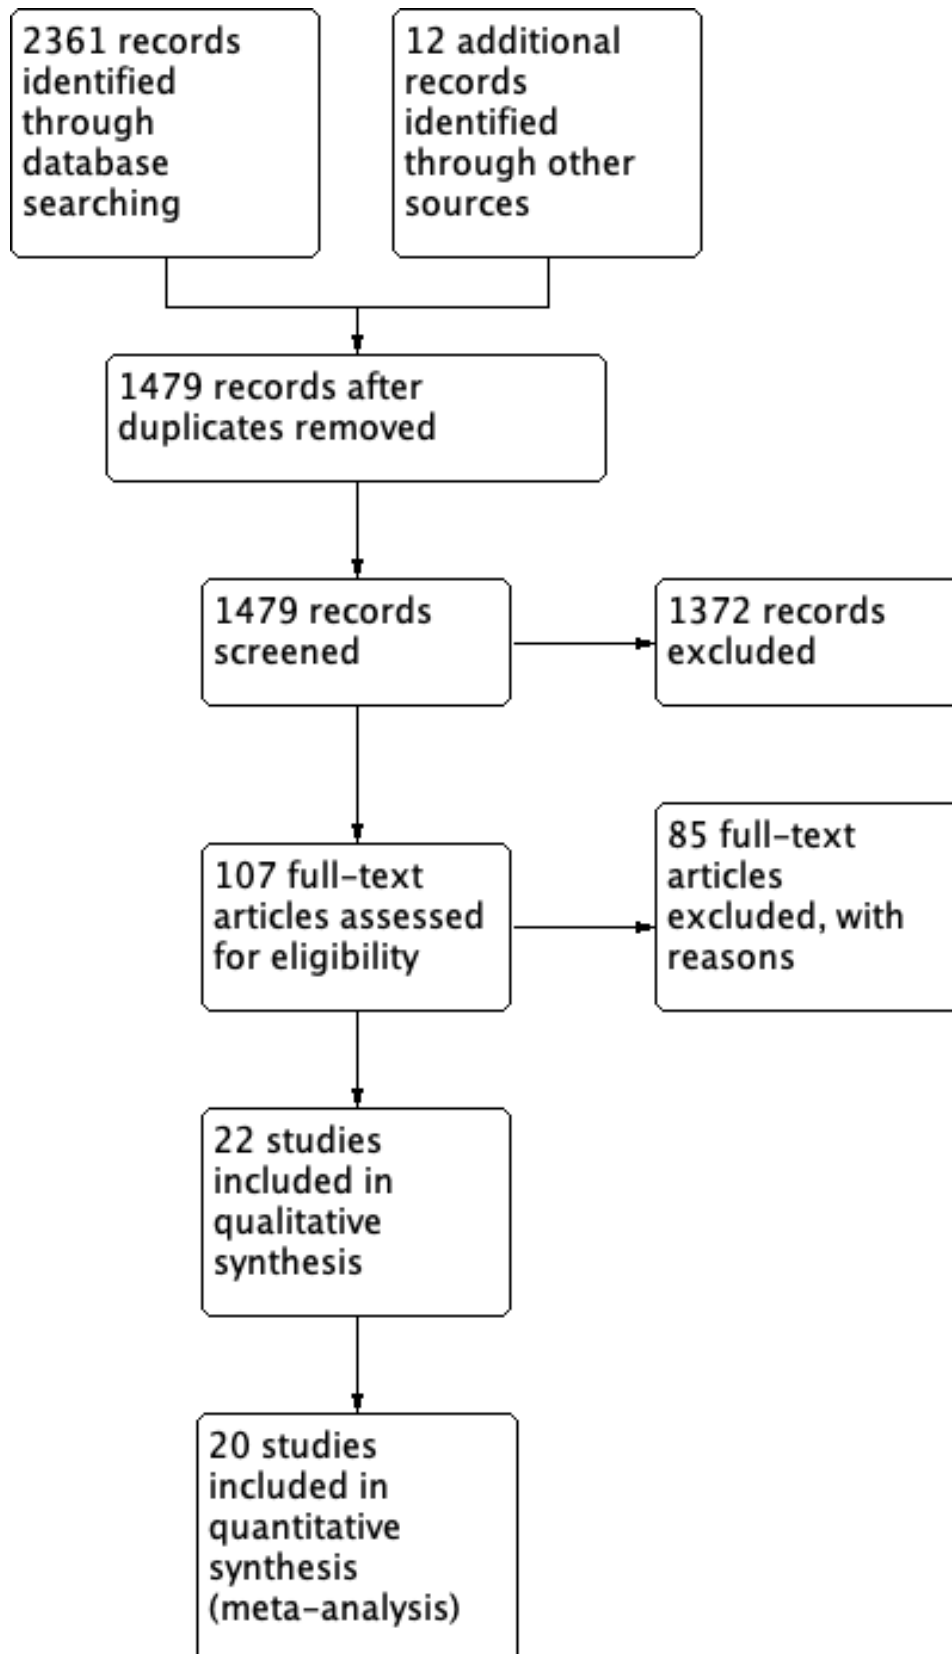 2361 records
identified
through
database
searching
12 additional
records
identified
through other
sources
1479 records after
duplicates removed
1479 records
screened
1372 records
excluded
107 full-text
articles assessed
for eligibility
85 full-text
articles
excluded, with
reasons
22 studies
included in
qualitative
synthesis
20 studies
included in
quantitative
synthesis
(meta-analysis)